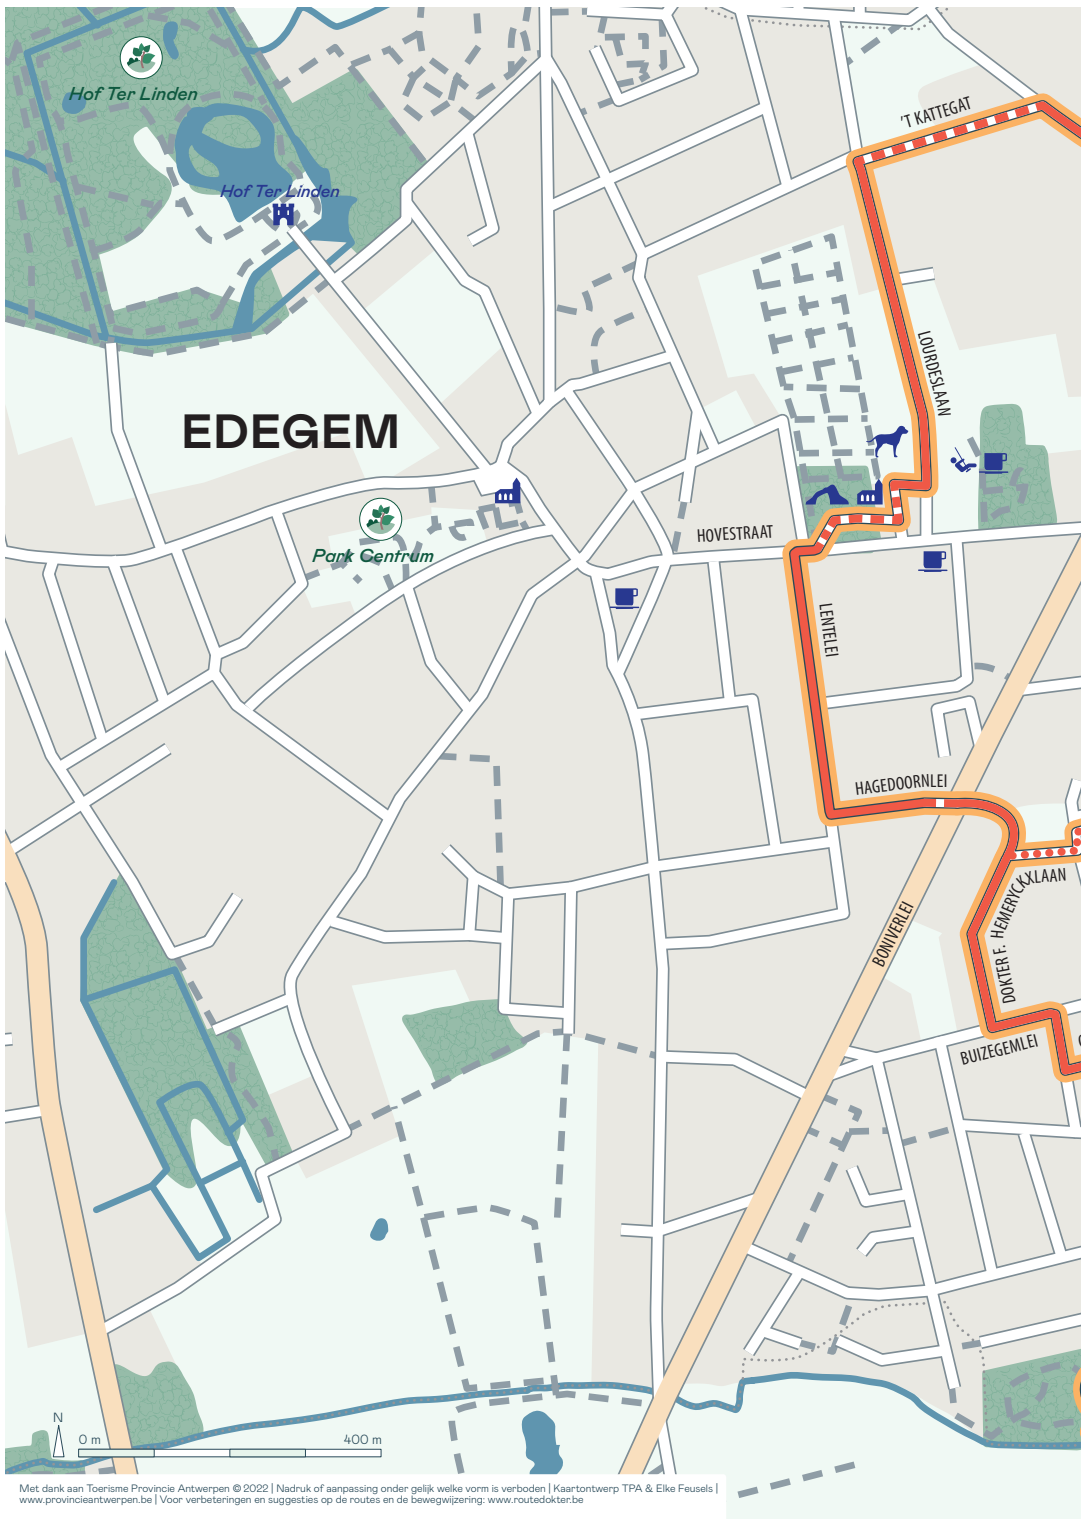 'T KATTEGAT
Hof Ter Linden
Hof Ter Linden
LOURDESLAAN
EDEGEM
HOVESTRAAT
Park Centrum
LENTELEI
HAGEDOORNLEI
DOKTER F. HEMERYCKXLAAN
BONIVERLEI
BUIZEGEMLEI
N
0 m 400 m
Met dank aan Toerisme Provincie Antwerpen © 2022 | Nadruk of aanpassing onder gelijk welke vorm is verboden | Kaartontwerp TPA & Elke Feusels |
www.provincieantwerpen.be | Voor verbeteringen en suggesties op de routes en de bewegwijzering: www.routedokter.be